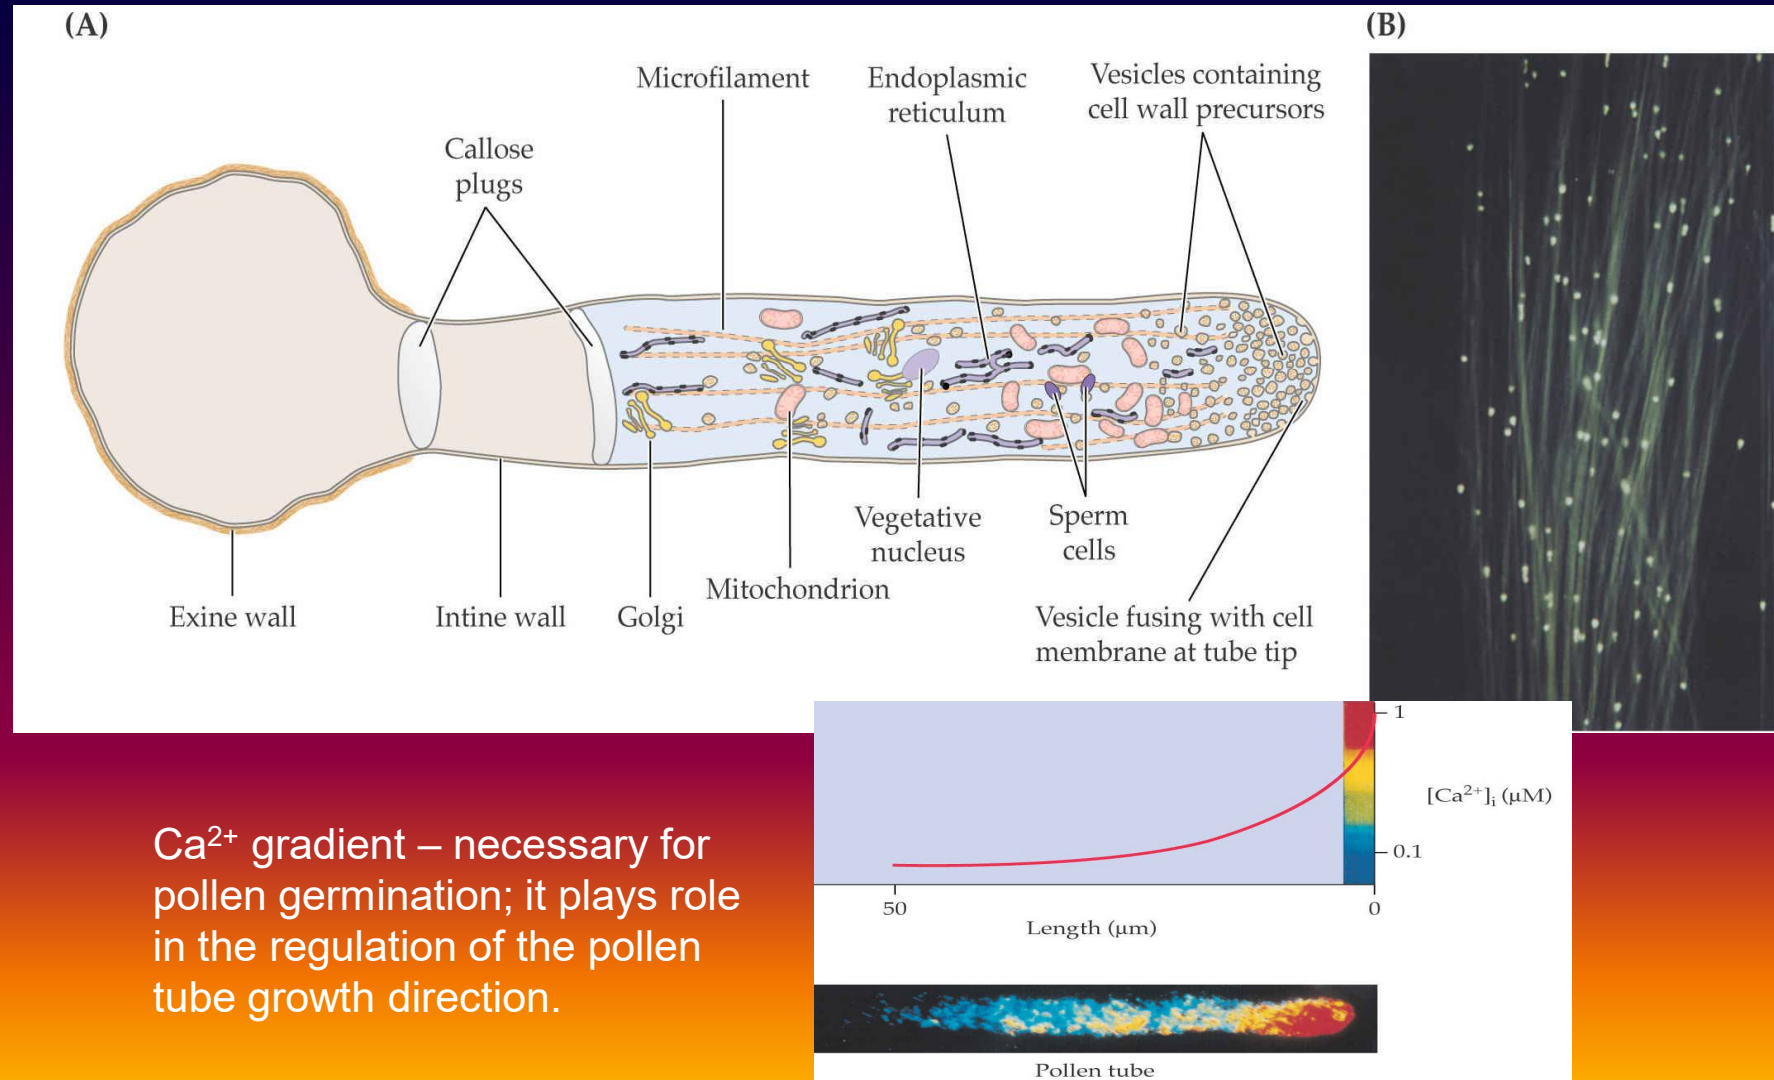 (A)
(B)
Microfilament
Endoplasmic
reticulum
Vesicles containing
cell wall precursors
Callose
plugs
Vegetative
nucleus
Sperm
cells
Mitochondrion
Exine wall
Intine wall
Golgi
Vesicle fusing with cell
membrane at tube tip
1
[Ca²⁺]ᵢ (µM)
0.1
50
0
Length (µm)
Pollen tube
Ca²⁺ gradient – necessary for
pollen germination; it plays role
in the regulation of the pollen
tube growth direction.